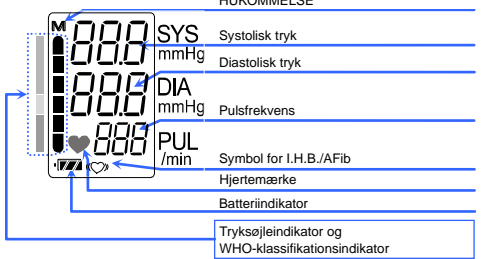 HUKOMMELSE
M
888 SYS
mmHg
Systolisk tryk
Diastolisk tryk
888 DIA
mmHg
Pulsfrekvens
888 PUL
/min
Symbol for I.H.B./AFib
Hjertemærke
Batteriindikator
Tryksøjleindikator og
WHO-klassifikationsindikator